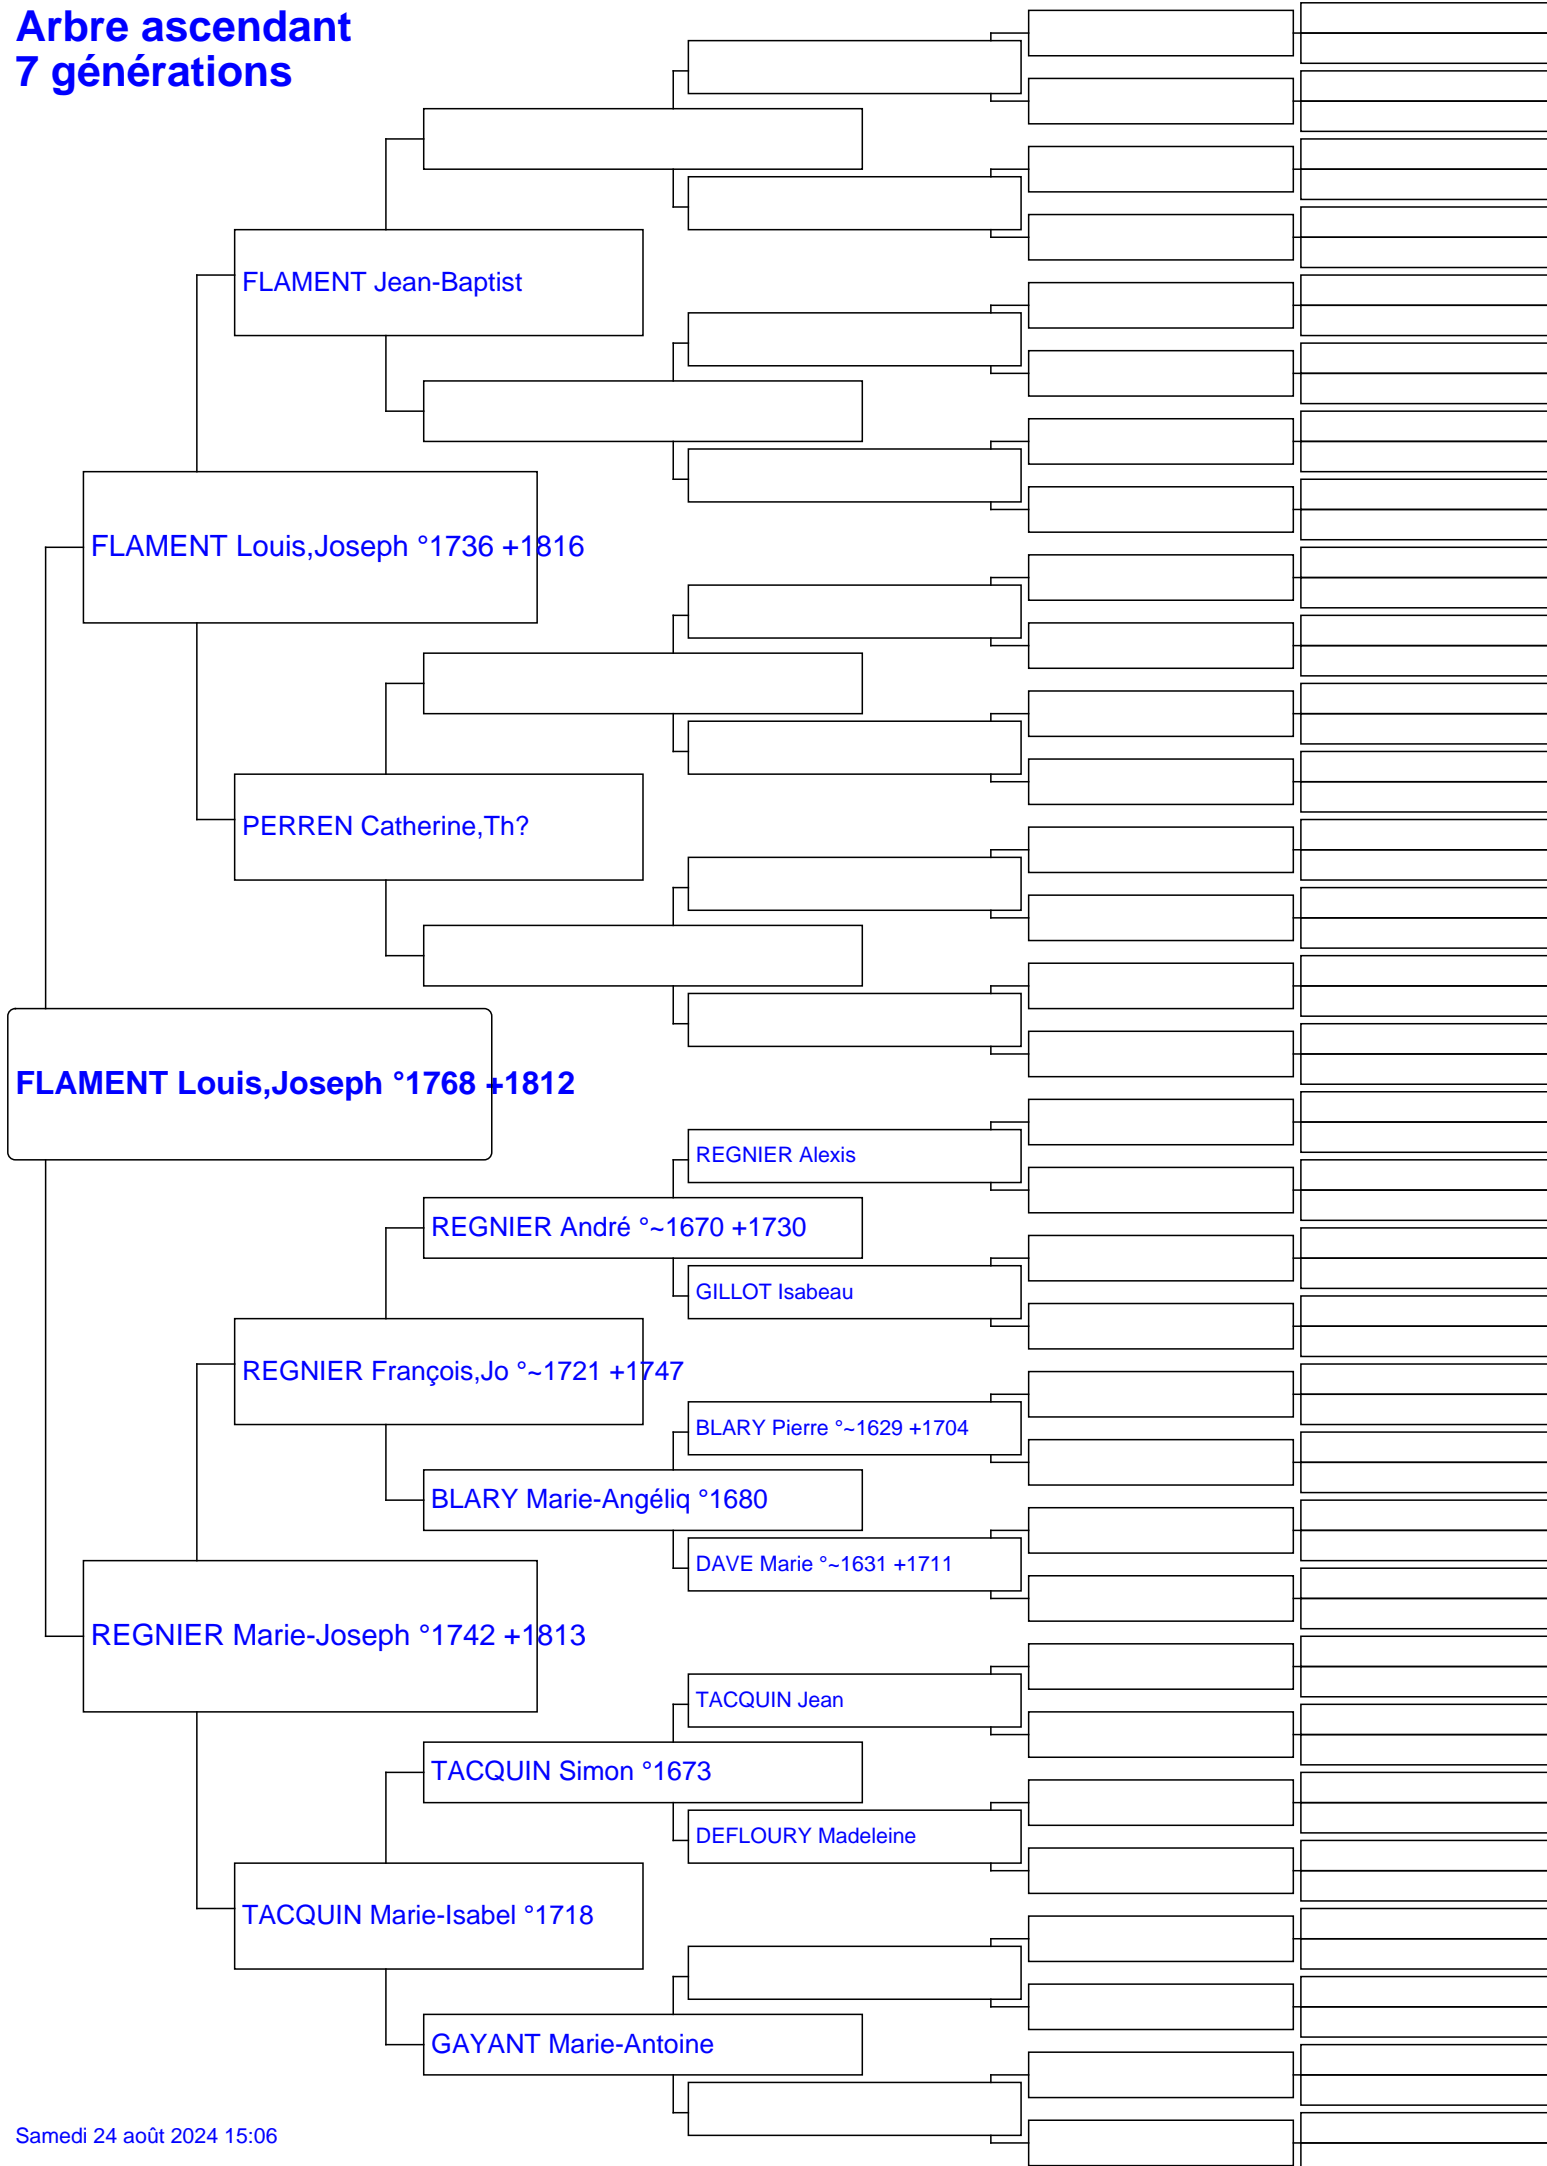 Arbre ascendant
7 générations
FLAMENT Jean-Baptist
FLAMENT Louis,Joseph °1736 +1816
PERREN Catherine,Th?
FLAMENT Louis,Joseph °1768 +1812
REGNIER Alexis
REGNIER André °~1670 +1730
GILLOT Isabeau
REGNIER François,Jo °~1721 +1747
BLARY Pierre °~1629 +1704
BLARY Marie-Angéliq °1680
DAVE Marie °~1631 +1711
REGNIER Marie-Joseph °1742 +1813
TACQUIN Jean
TACQUIN Simon °1673
DEFLOURY Madeleine
TACQUIN Marie-Isabel °1718
GAYANT Marie-Antoine
Samedi 24 août 2024 15:06